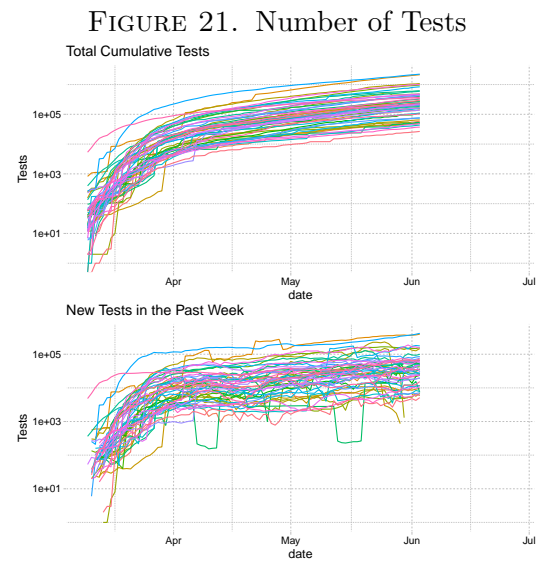 FIGURE 21. Number of Tests
Total Cumulative Tests
1e+05
1e+03
1e+01
Tests
Apr May Jun Jul
date
New Tests in the Past Week
1e+05
1e+03
1e+01
Tests
Apr May Jun Jul
date